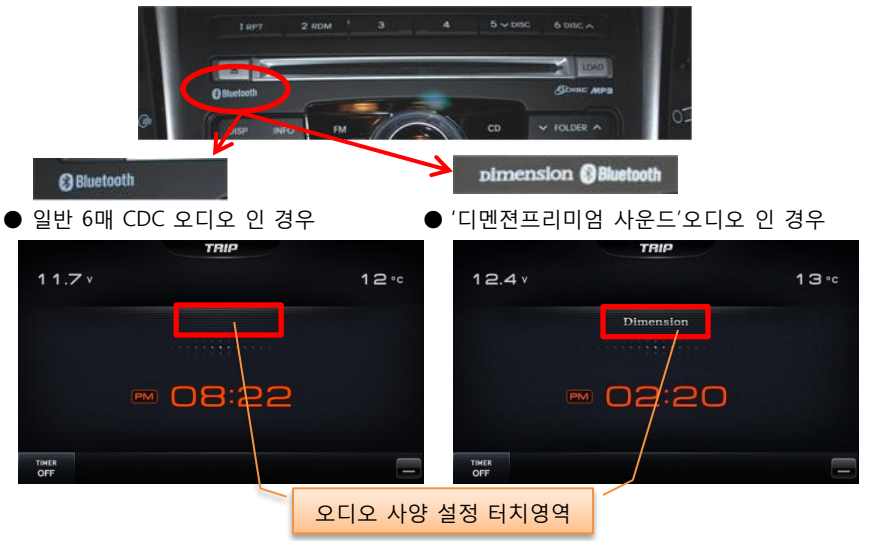 1 RPT 2 RDM 3 4 5 ∨ DISC 6 DISC ∧
LOAD
Bluetooth 6DISC MP3
DISP INFO FM CD ∨ FOLDER ∧
Bluetooth
Dimension Bluetooth
● 일반 6매 CDC 오디오 인 경우
● '디멘젼프리미엄 사운드'오디오 인 경우
TRIP
11.7 V 12 °C
PM 08:22
TIMER
OFF
TRIP
12.4 V 13 °C
Dimension
PM 02:20
TIMER
OFF
오디오 사양 설정 터치영역